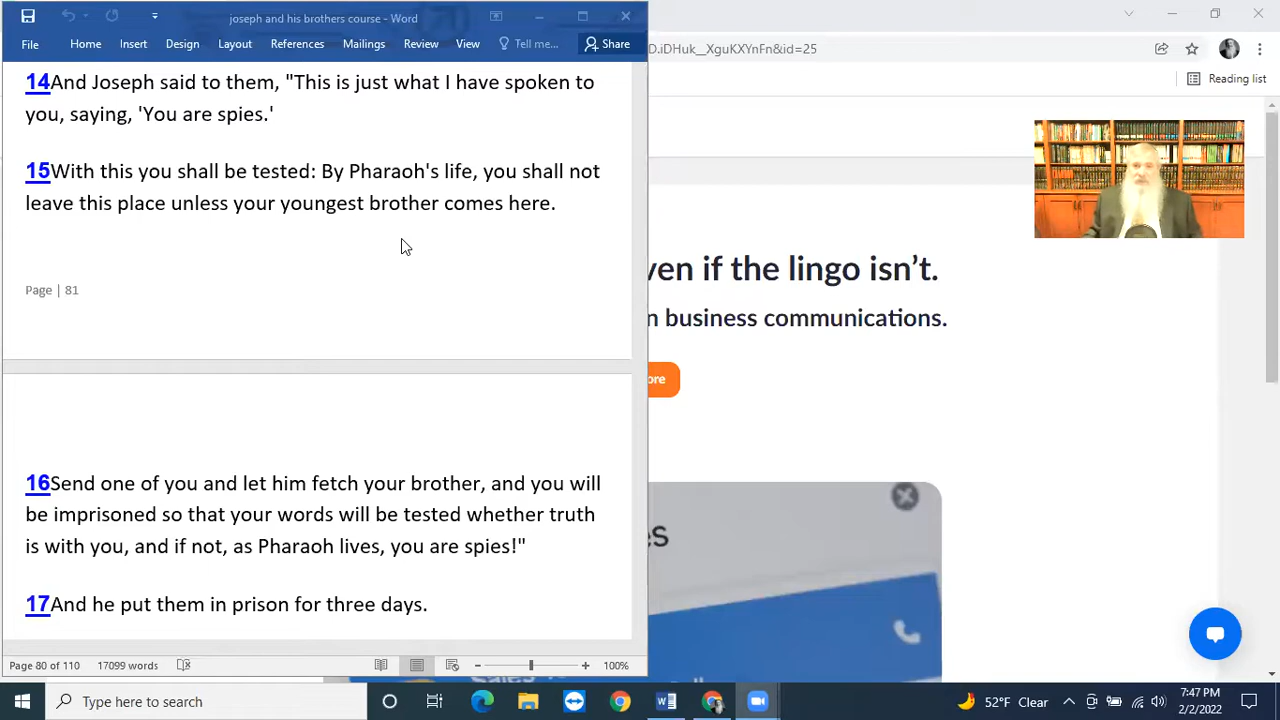 joseph and his brothers course - Word
File Home Insert Design Layout References Mailings Review View Tell me... Share
14And Joseph said to them, "This is just what I have spoken to
you, saying, 'You are spies.'
15With this you shall be tested: By Pharaoh's life, you shall not
leave this place unless your youngest brother comes here.
Page | 81
16Send one of you and let him fetch your brother, and you will
be imprisoned so that your words will be tested whether truth
is with you, and if not, as Pharaoh lives, you are spies!"
17And he put them in prison for three days.
Page 80 of 110 17099 words 100%
D.iDHuk__XguKXYnFn&id=25
Reading list
ven if the lingo isn't.
n business communications.
ore
es
Type here to search
52°F Clear
7:47 PM
2/2/2022